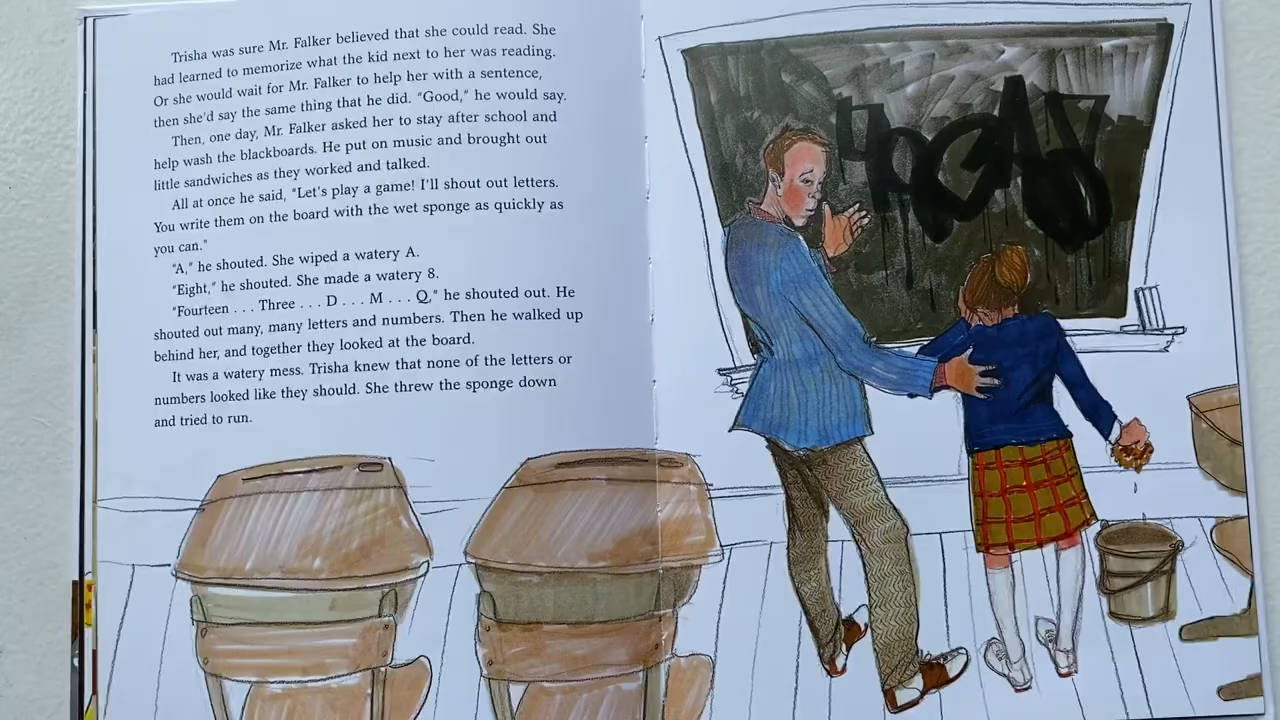 Trisha was sure Mr. Falker believed that she could read. She
had learned to memorize what the kid next to her was reading.
Or she would wait for Mr. Falker to help her with a sentence,
then she'd say the same thing that he did. "Good," he would say.
Then, one day, Mr. Falker asked her to stay after school and
help wash the blackboards. He put on music and brought out
little sandwiches as they worked and talked.
All at once he said, "Let's play a game! I'll shout out letters.
You write them on the board with the wet sponge as quickly as
you can."
"A," he shouted. She wiped a watery A.
"Eight," he shouted. She made a watery 8.
"Fourteen . . . Three . . . D . . . M . . . Q," he shouted out. He
shouted out many, many letters and numbers. Then he walked up
behind her, and together they looked at the board.
It was a watery mess. Trisha knew that none of the letters or
numbers looked like they should. She threw the sponge down
and tried to run.